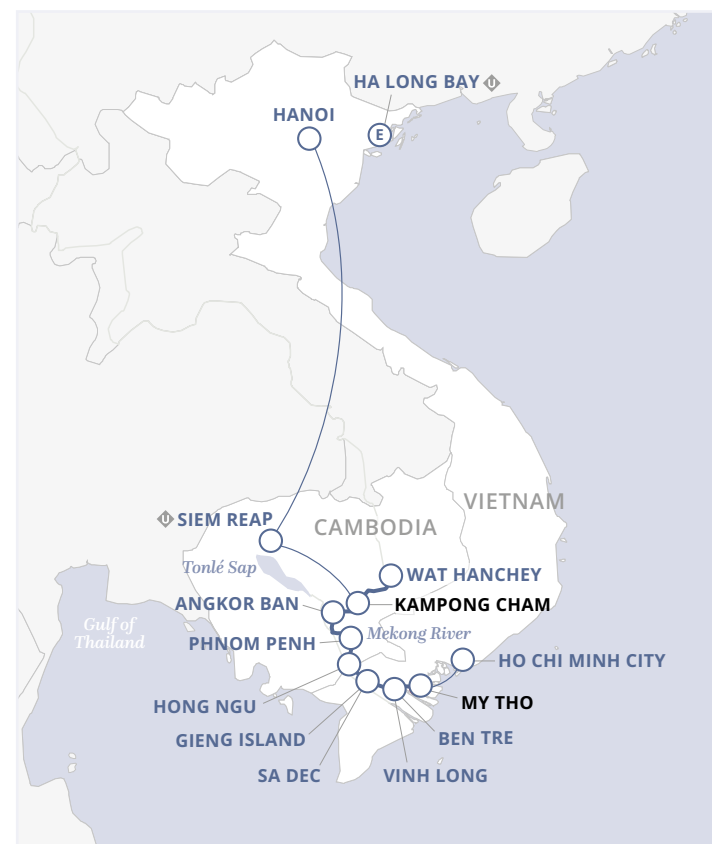 HA LONG BAY U
HANOI
E
VIETNAM
U SIEM REAP
CAMBODIA
Tonlé Sap
WAT HANCHEY
ANGKOR BAN
KAMPONG CHAM
Gulf of
Thailand
Mekong River
PHNOM PENH
HO CHI MINH CITY
HONG NGU
MY THO
GIENG ISLAND
BEN TRE
SA DEC
VINH LONG